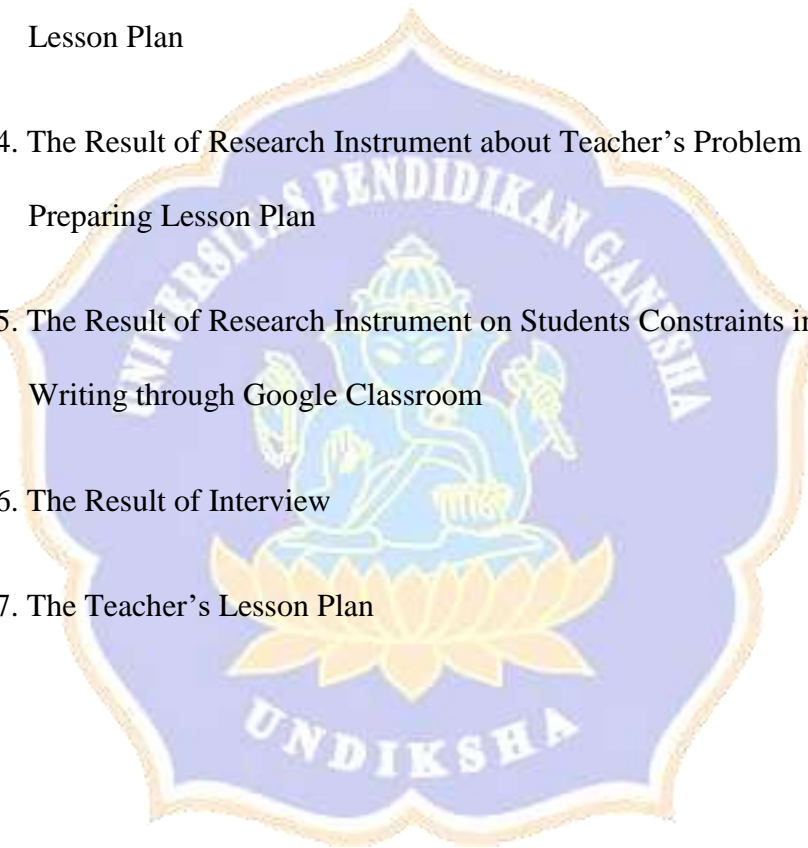 Lesson Plan
4. The Result of Research Instrument about Teacher's Problem
Preparing Lesson Plan
5. The Result of Research Instrument on Students Constraints in
Writing through Google Classroom
6. The Result of Interview
7. The Teacher's Lesson Plan
UNIVERSITAS PENDIDIKAN GANESHA
UNDIKSHA